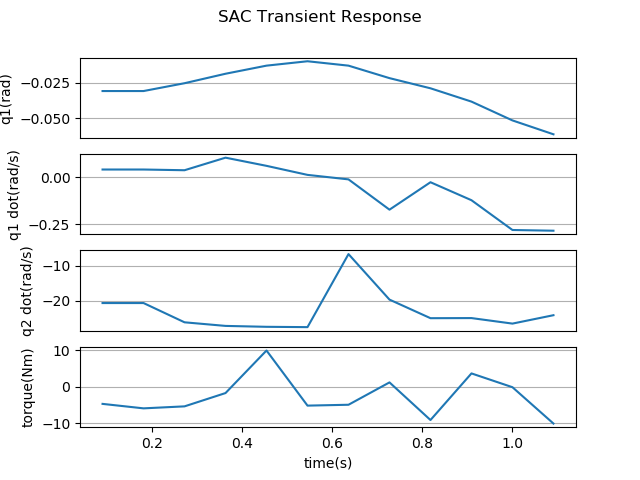 SAC Transient Response
q1(rad)
−0.025
−0.050
q1 dot(rad/s)
0.00
−0.25
q2 dot(rad/s)
−10
−20
torque(Nm)
10
0
−10
0.2 0.4 0.6 0.8 1.0
time(s)